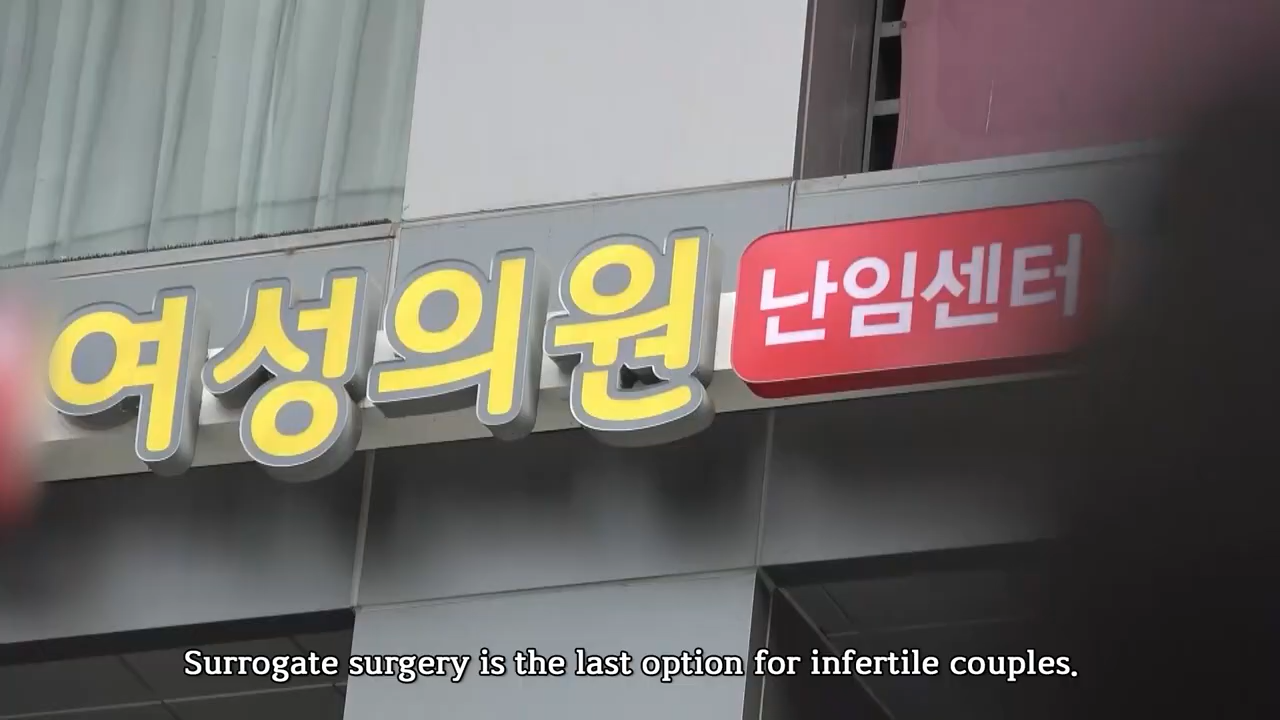 여성의원 난임센터
Surrogate surgery is the last option for infertile couples.